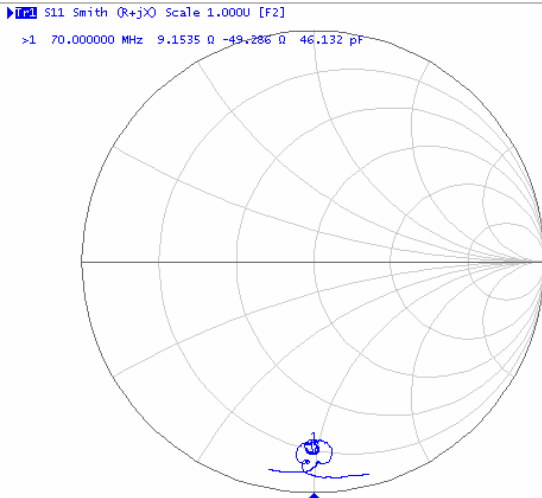 Tr1 S11 Smith (R+jX) Scale 1.000U [F2]
>1 70.000000 MHz 9.1535 Ω -49.286 Ω 46.132 pF
1